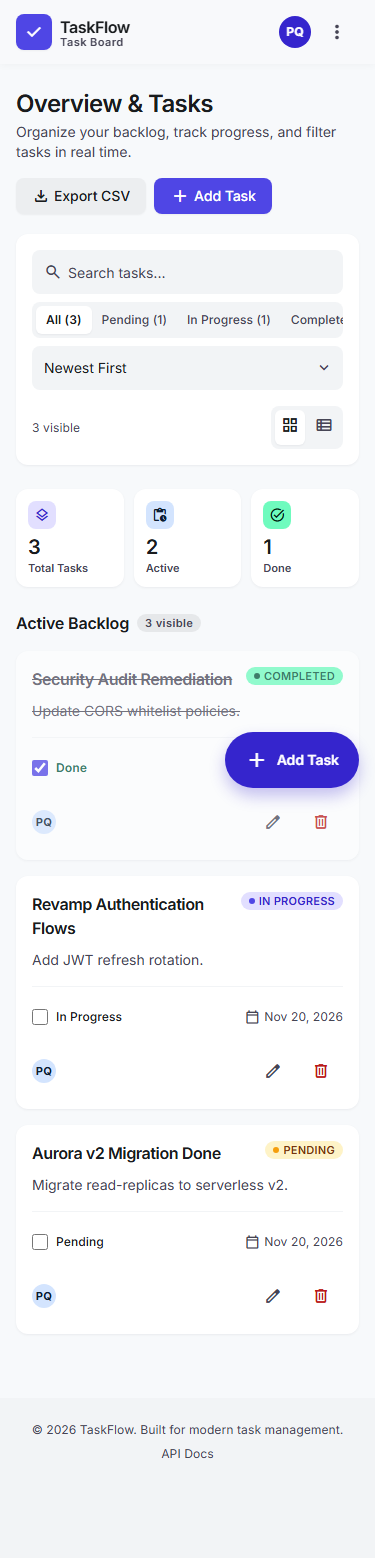 TaskFlow
Task Board
PQ
Overview & Tasks
Organize your backlog, track progress, and filter
tasks in real time.
Export CSV
Add Task
Search tasks...
All (3) Pending (1) In Progress (1) Complete
Newest First
3 visible
3
Total Tasks
2
Active
1
Done
Active Backlog 3 visible
Security Audit Remediation
COMPLETED
Update CORS whitelist policies.
Add Task
Done
PQ
Revamp Authentication
Flows
IN PROGRESS
Add JWT refresh rotation.
In Progress
Nov 20, 2026
PQ
Aurora v2 Migration Done
PENDING
Migrate read-replicas to serverless v2.
Pending
Nov 20, 2026
PQ
© 2026 TaskFlow. Built for modern task management.
API Docs